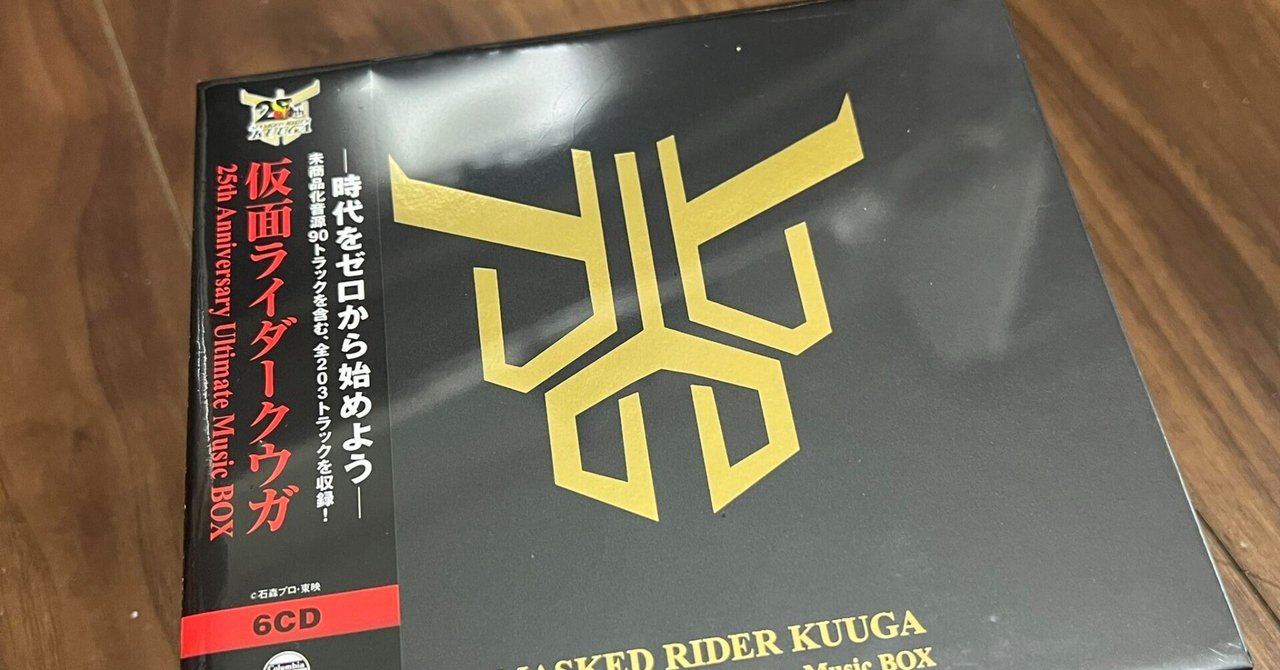 25th
KUUGA
仮面ライダークウガ
25th Anniversary Ultimate Music BOX
―時代をゼロから始めよう―
未商品化音源90トラックを含む、全203トラックを収録!
©石森プロ・東映
6CD
Columbia
MASKED RIDER KUUGA
Music BOX